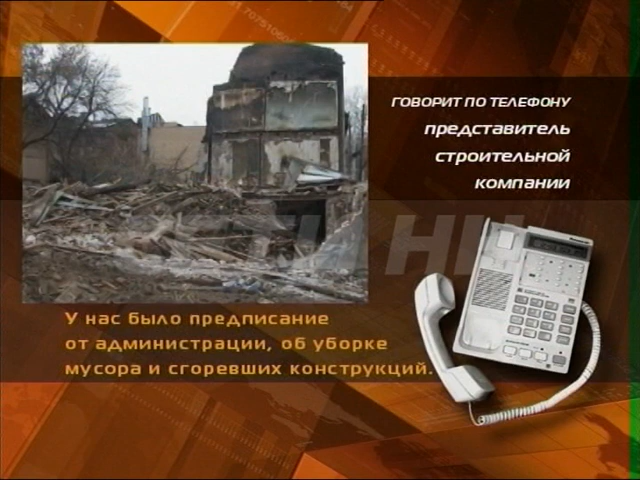 ГОВОРИТ ПО ТЕЛЕФОНУ
представитель
строительной
компании
У нас было предписание
от администрации, об уборке
мусора и сгоревших конструкций.